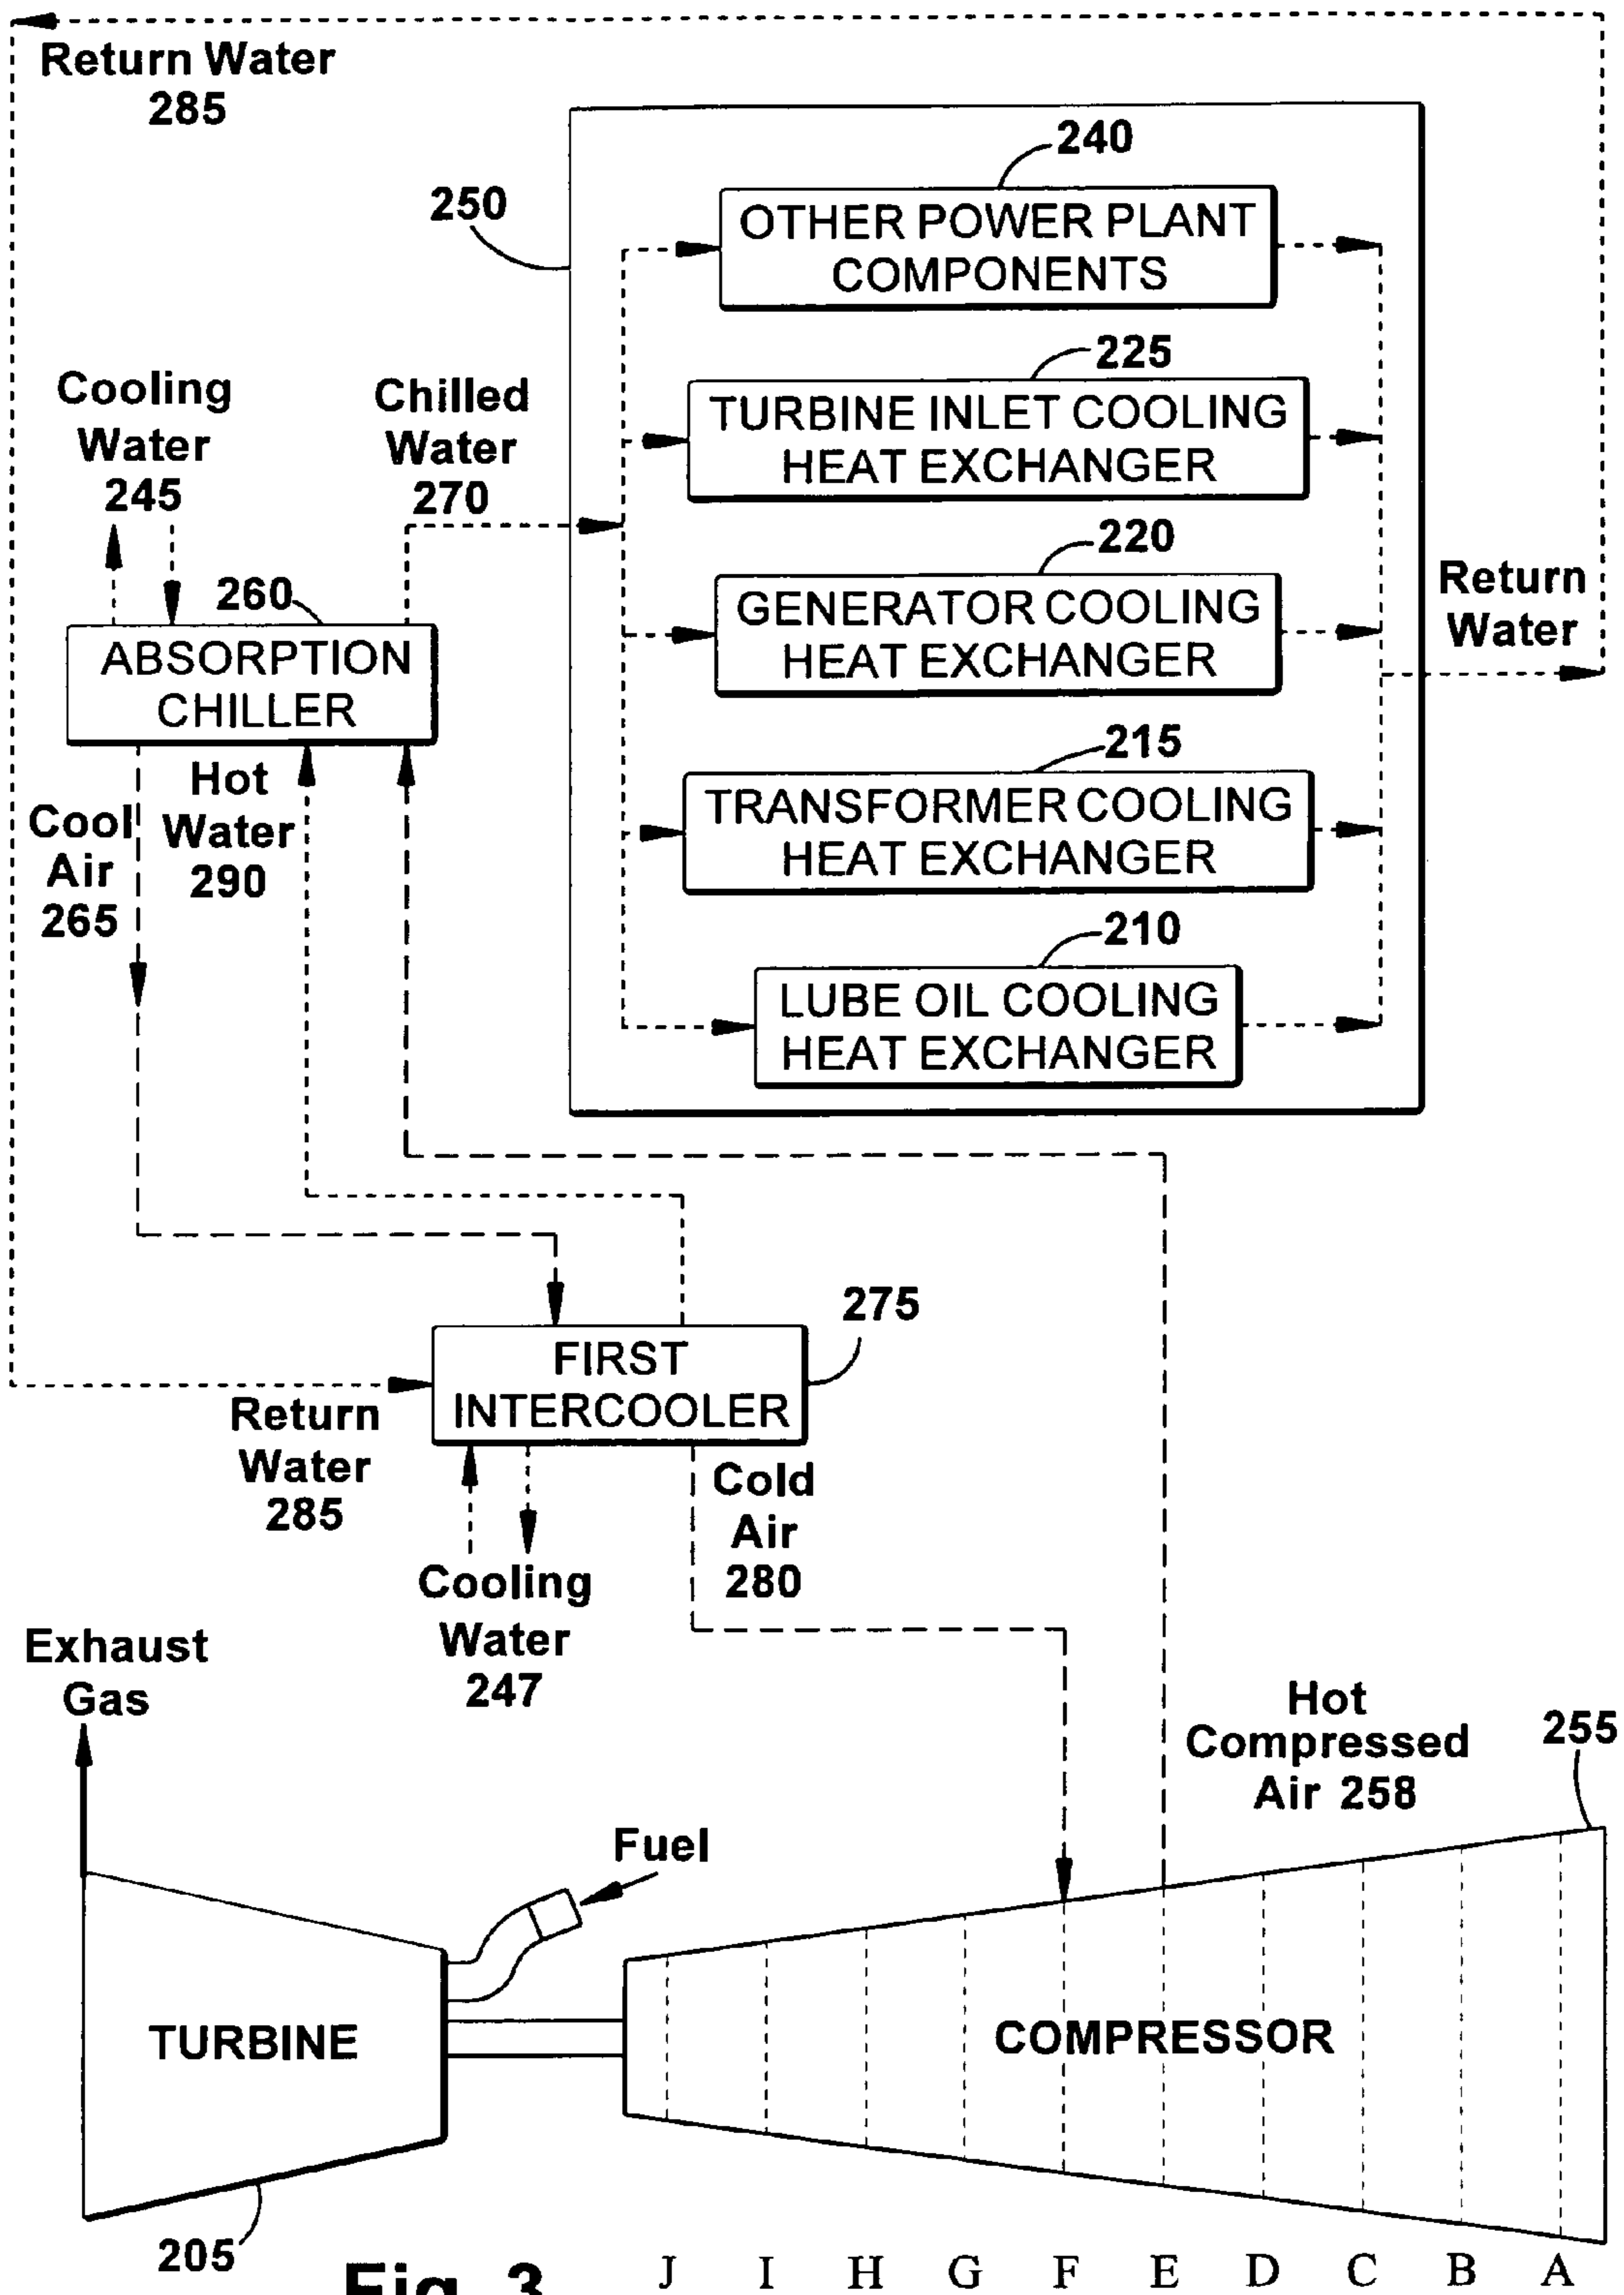 Return Water
285
240
250
OTHER POWER PLANT
COMPONENTS
225
TURBINE INLET COOLING
HEAT EXCHANGER
Cooling
Water
245
Chilled
Water
270
220
GENERATOR COOLING
HEAT EXCHANGER
Return
Water
260
ABSORPTION
CHILLER
215
TRANSFORMER COOLING
HEAT EXCHANGER
Hot
Water
290
Cool
Air
265
210
LUBE OIL COOLING
HEAT EXCHANGER
275
FIRST
INTERCOOLER
Return
Water
285
Cold
Air
280
Cooling
Water
247
Exhaust
Gas
Hot
Compressed
Air 258
255
Fuel
TURBINE
COMPRESSOR
205
Fig. 3
J I H G F E D C B A